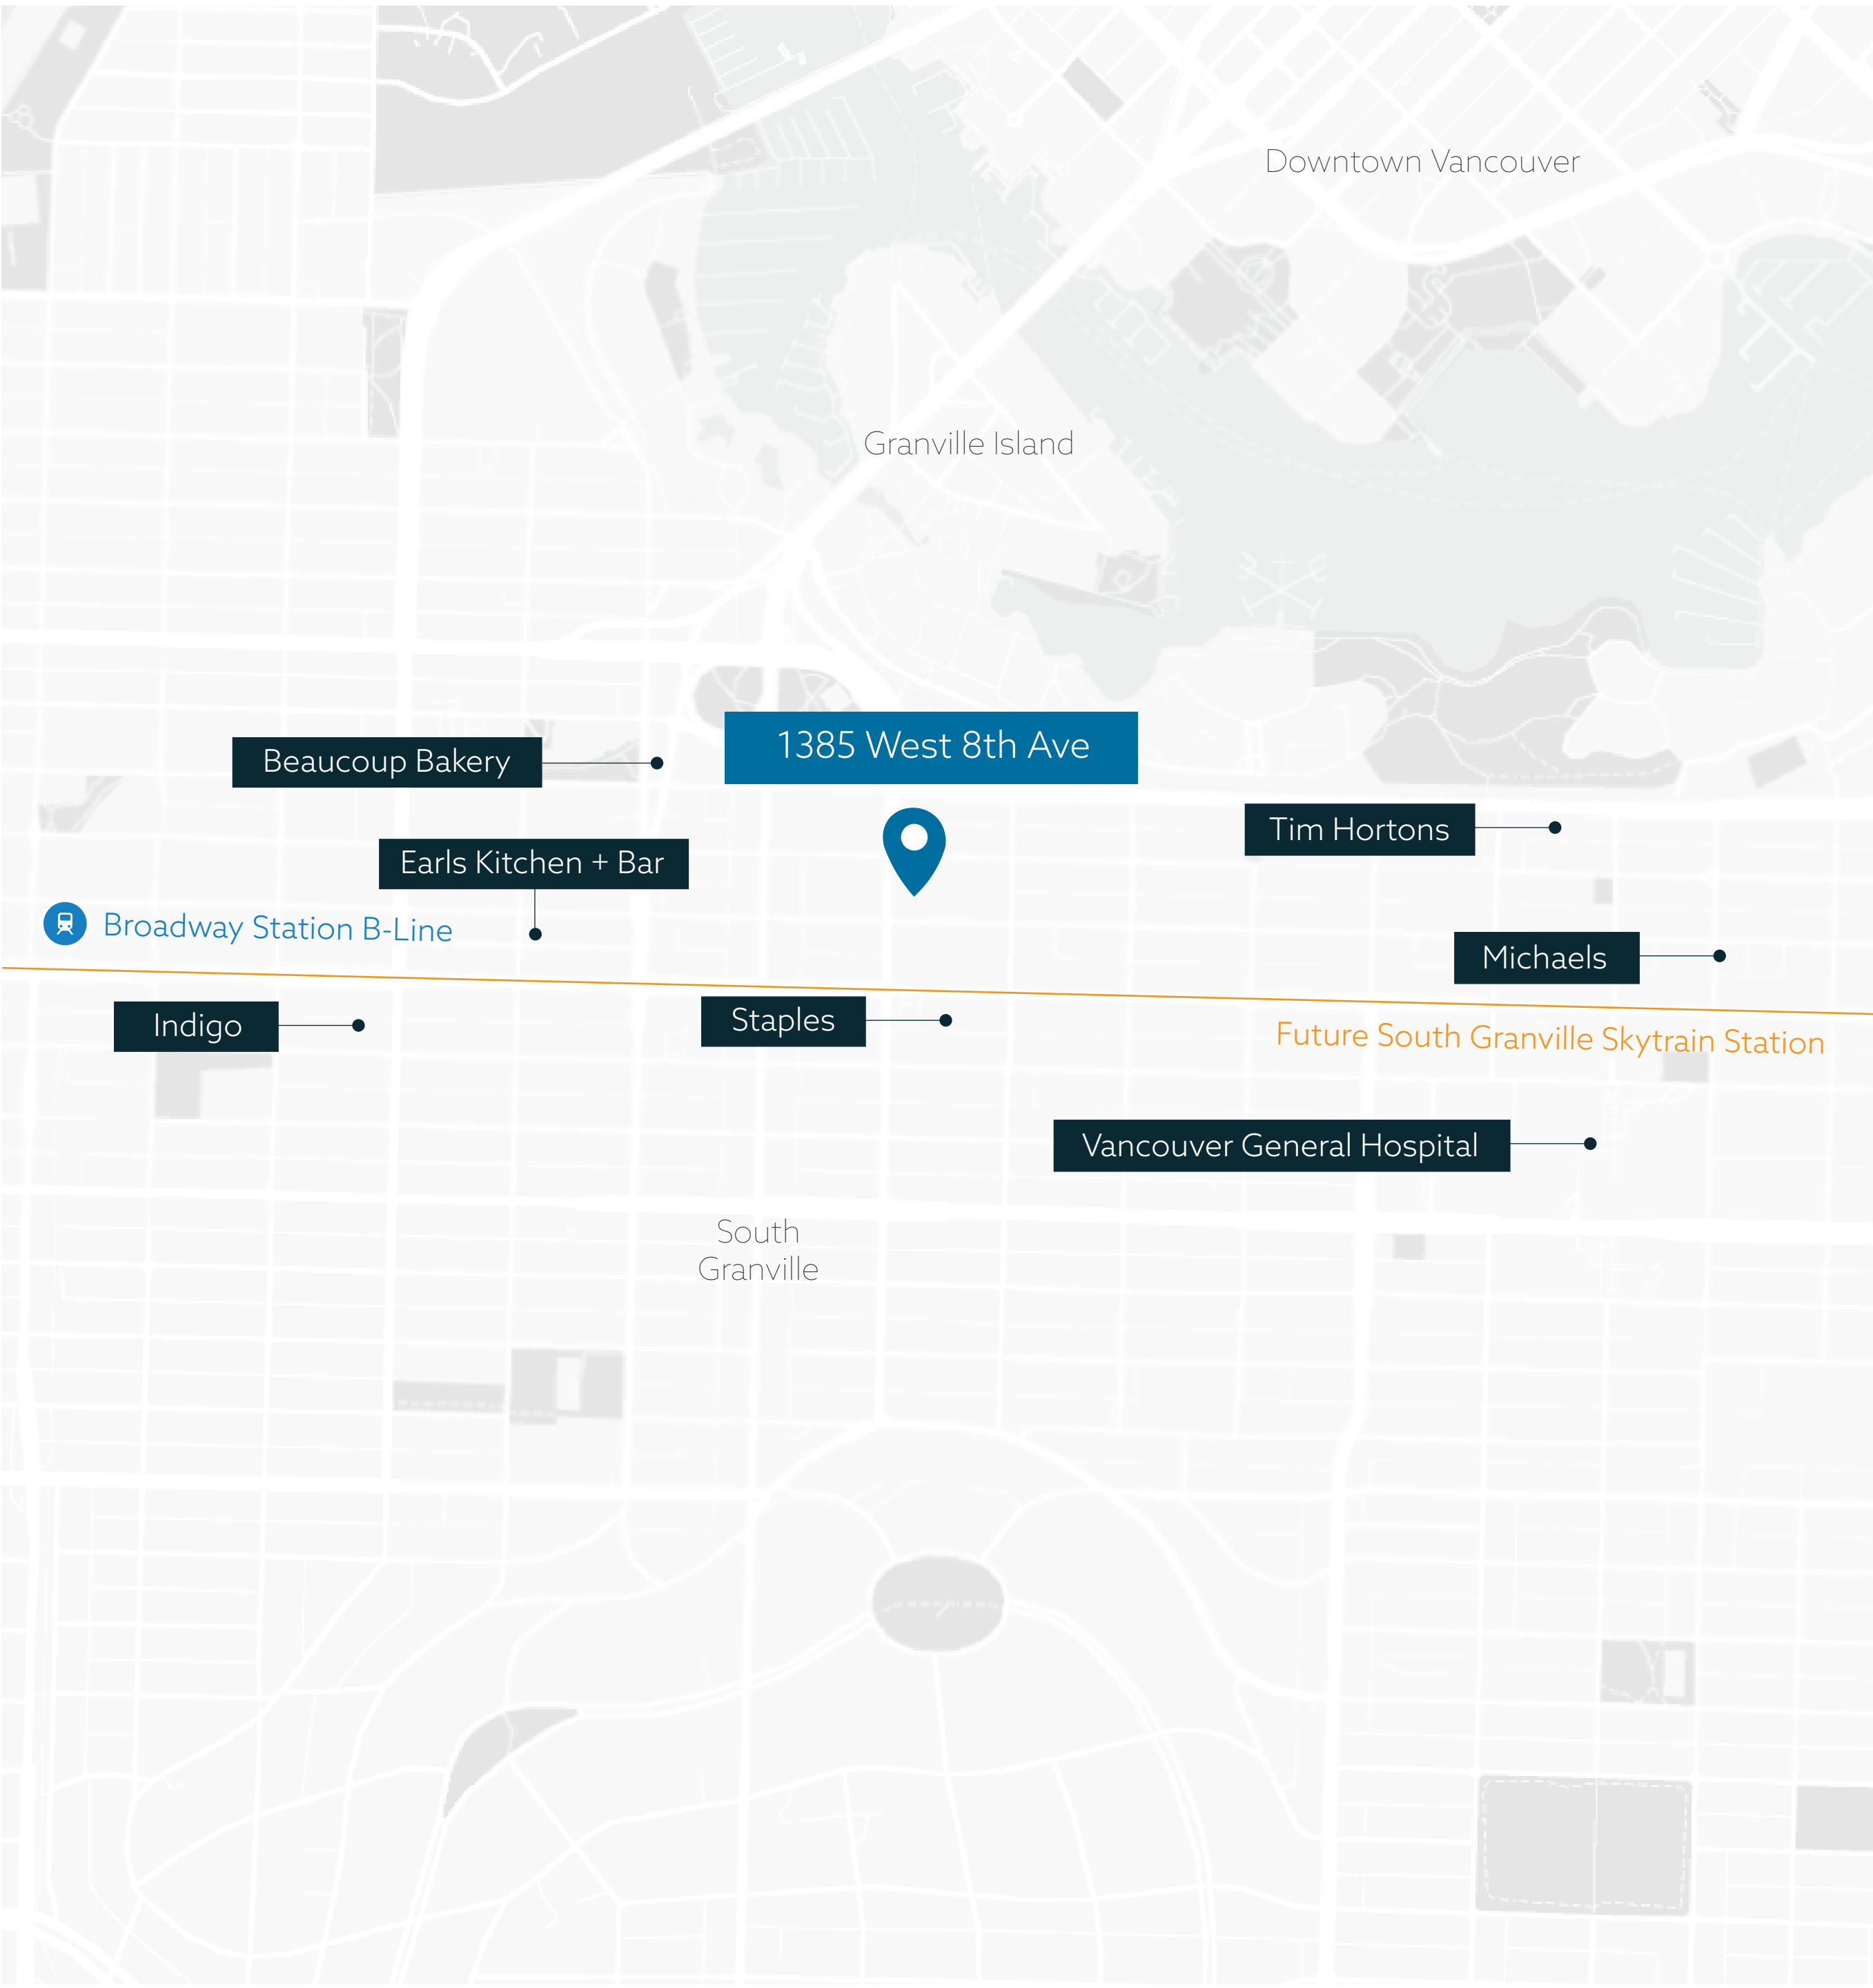 Downtown Vancouver
Granville Island
1385 West 8th Ave
Beaucoup Bakery
Tim Hortons
Earls Kitchen + Bar
Broadway Station B-Line
Michaels
Indigo
Staples
Future South Granville Skytrain Station
Vancouver General Hospital
South
Granville